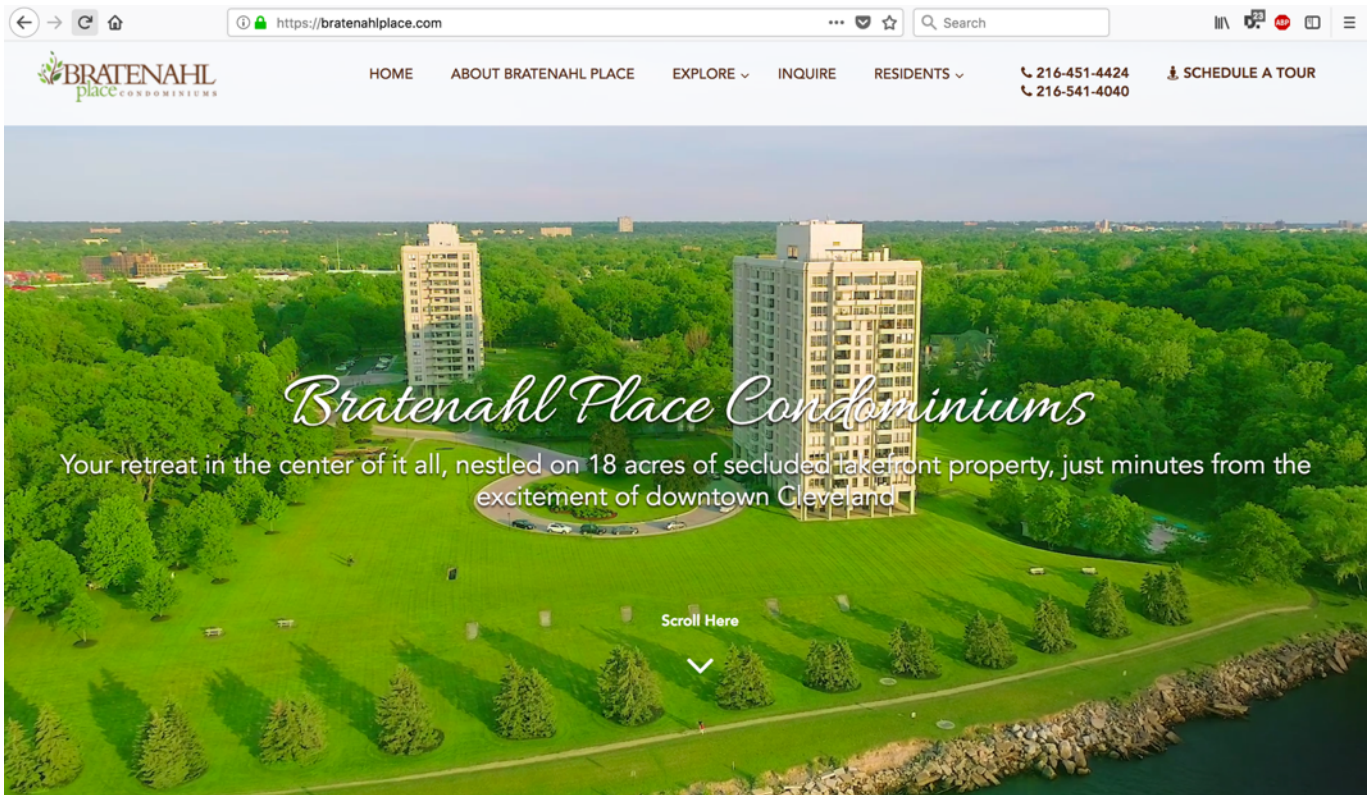 https://bratenahlplace.com
Search
23
ABP
BRATENAHL
place CONDOMINIUMS
HOME
ABOUT BRATENAHL PLACE
EXPLORE
INQUIRE
RESIDENTS
216-451-4424
216-541-4040
SCHEDULE A TOUR
Bratenahl Place Condominiums
Your retreat in the center of it all, nestled on 18 acres of secluded lakefront property, just minutes from the
excitement of downtown Cleveland
Scroll Here